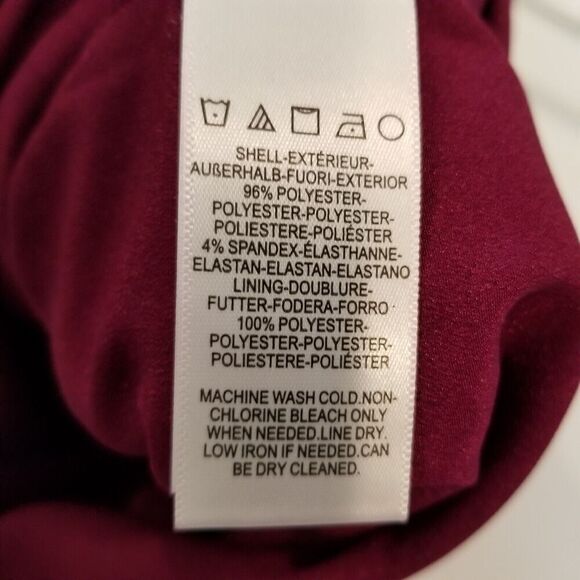 SHELL-EXTÉRIEUR-
AUßERHALB-FUORI-EXTERIOR
96% POLYESTER-
POLYESTER-POLYESTER-
POLIESTERE-POLIÉSTER
4% SPANDEX-ÉLASTHANNE-
ELASTAN-ELASTAN-ELASTANO
LINING-DOUBLURE-
FUTTER-FODERA-FORRO
100% POLYESTER-
POLYESTER-POLYESTER-
POLIESTERE-POLIÉSTER
MACHINE WASH COLD.NON-
CHLORINE BLEACH ONLY
WHEN NEEDED.LINE DRY.
LOW IRON IF NEEDED.CAN
BE DRY CLEANED.